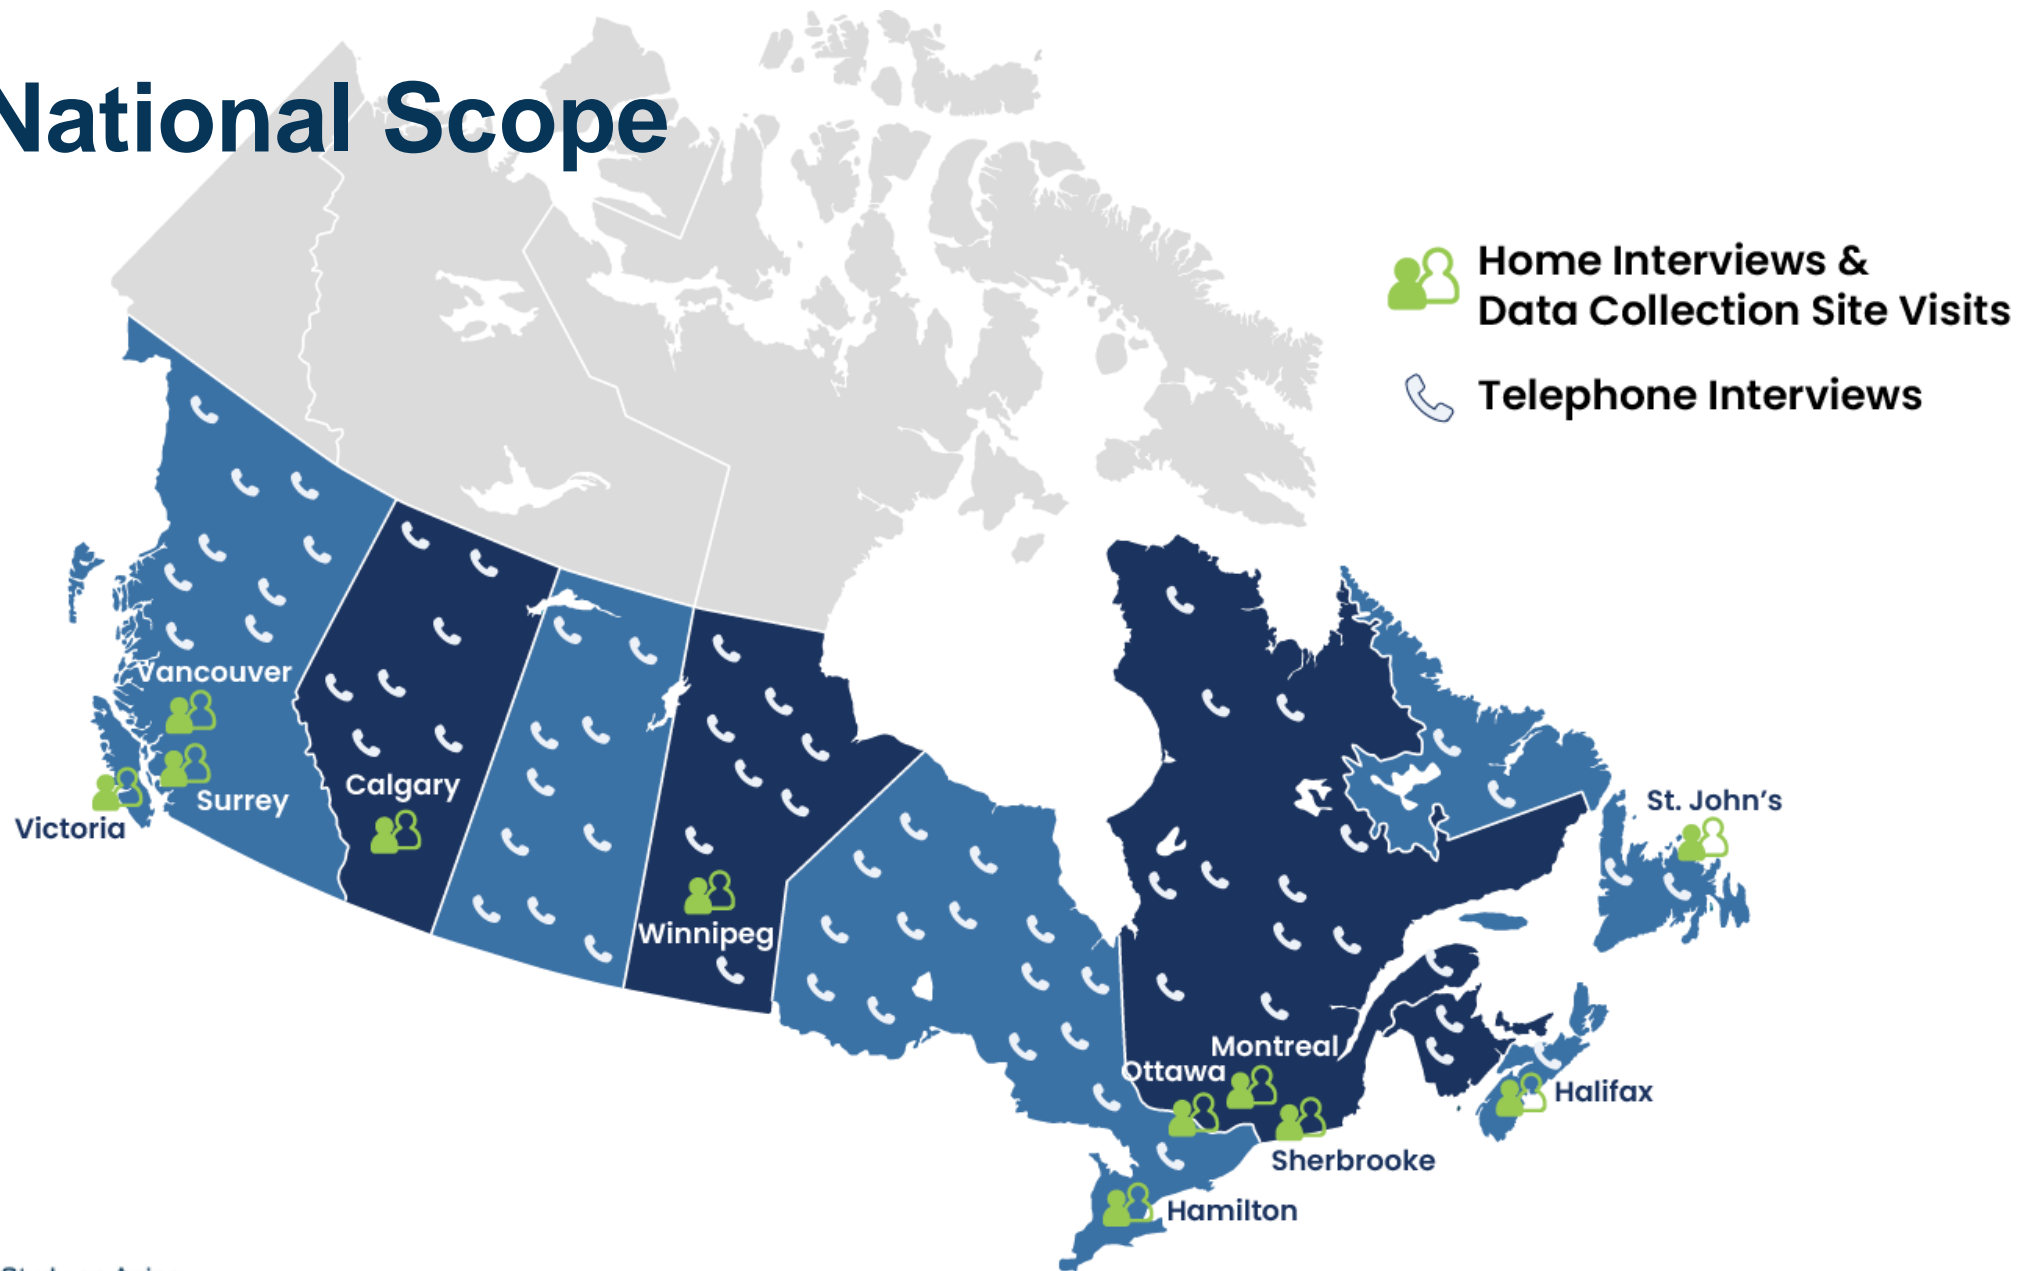 National Scope
Home Interviews &
Data Collection Site Visits
Telephone Interviews
Vancouver
Surrey
Victoria
Calgary
Winnipeg
St. John's
Montreal
Ottawa
Halifax
Sherbrooke
Hamilton